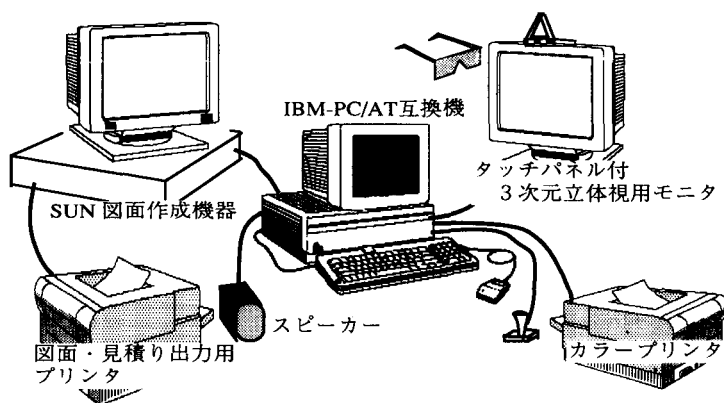 IBM-PC/AT互換機
タッチパネル付
3次元立体視用モニタ
SUN 図面作成機器
スピーカー
図面・見積り出力用
プリンタ
カラープリンタ